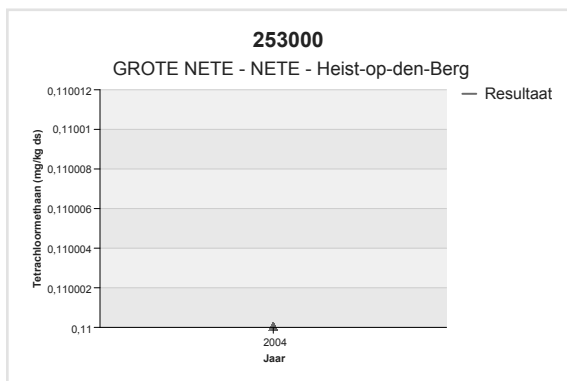 253000
GROTE NETE - NETE - Heist-op-den-Berg
Resultaat
Tetrachloormethaan (mg/kg ds)
0,110012
0,11001
0,110008
0,110006
0,110004
0,110002
0,11
2004
Jaar